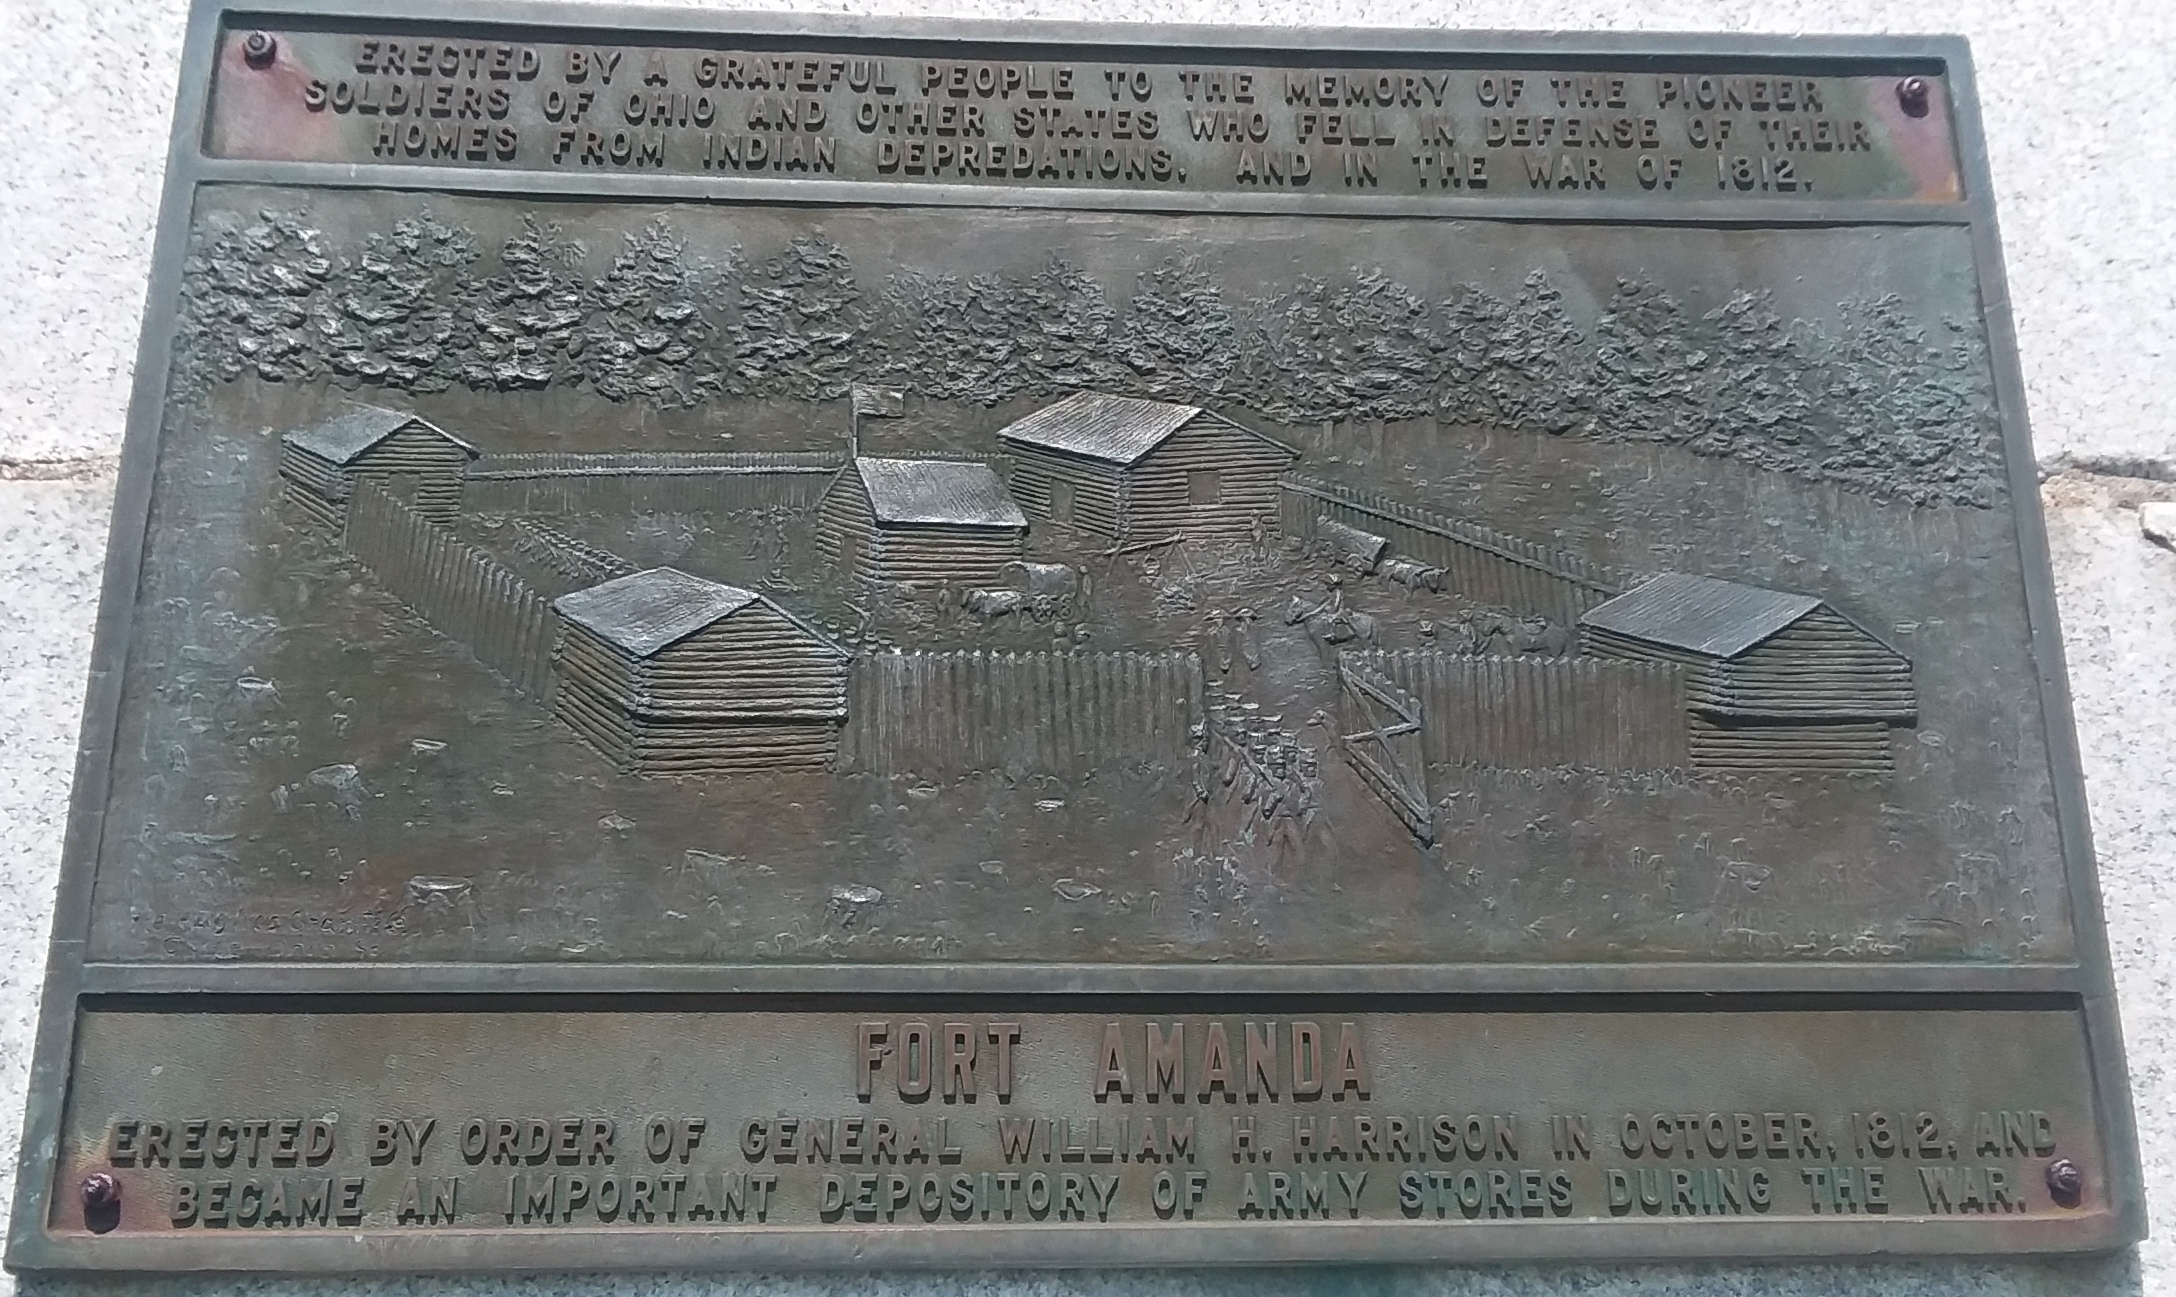 ERECTED BY A GRATEFUL PEOPLE TO THE MEMORY OF THE PIONEER
SOLDIERS OF OHIO AND OTHER STATES WHO FELL IN DEFENSE OF THEIR
HOMES FROM INDIAN DEPREDATIONS. AND IN THE WAR OF 1812.
FORT AMANDA
ERECTED BY ORDER OF GENERAL WILLIAM H. HARRISON IN OCTOBER, 1812, AND
BECAME AN IMPORTANT DEPOSITORY OF ARMY STORES DURING THE WAR.